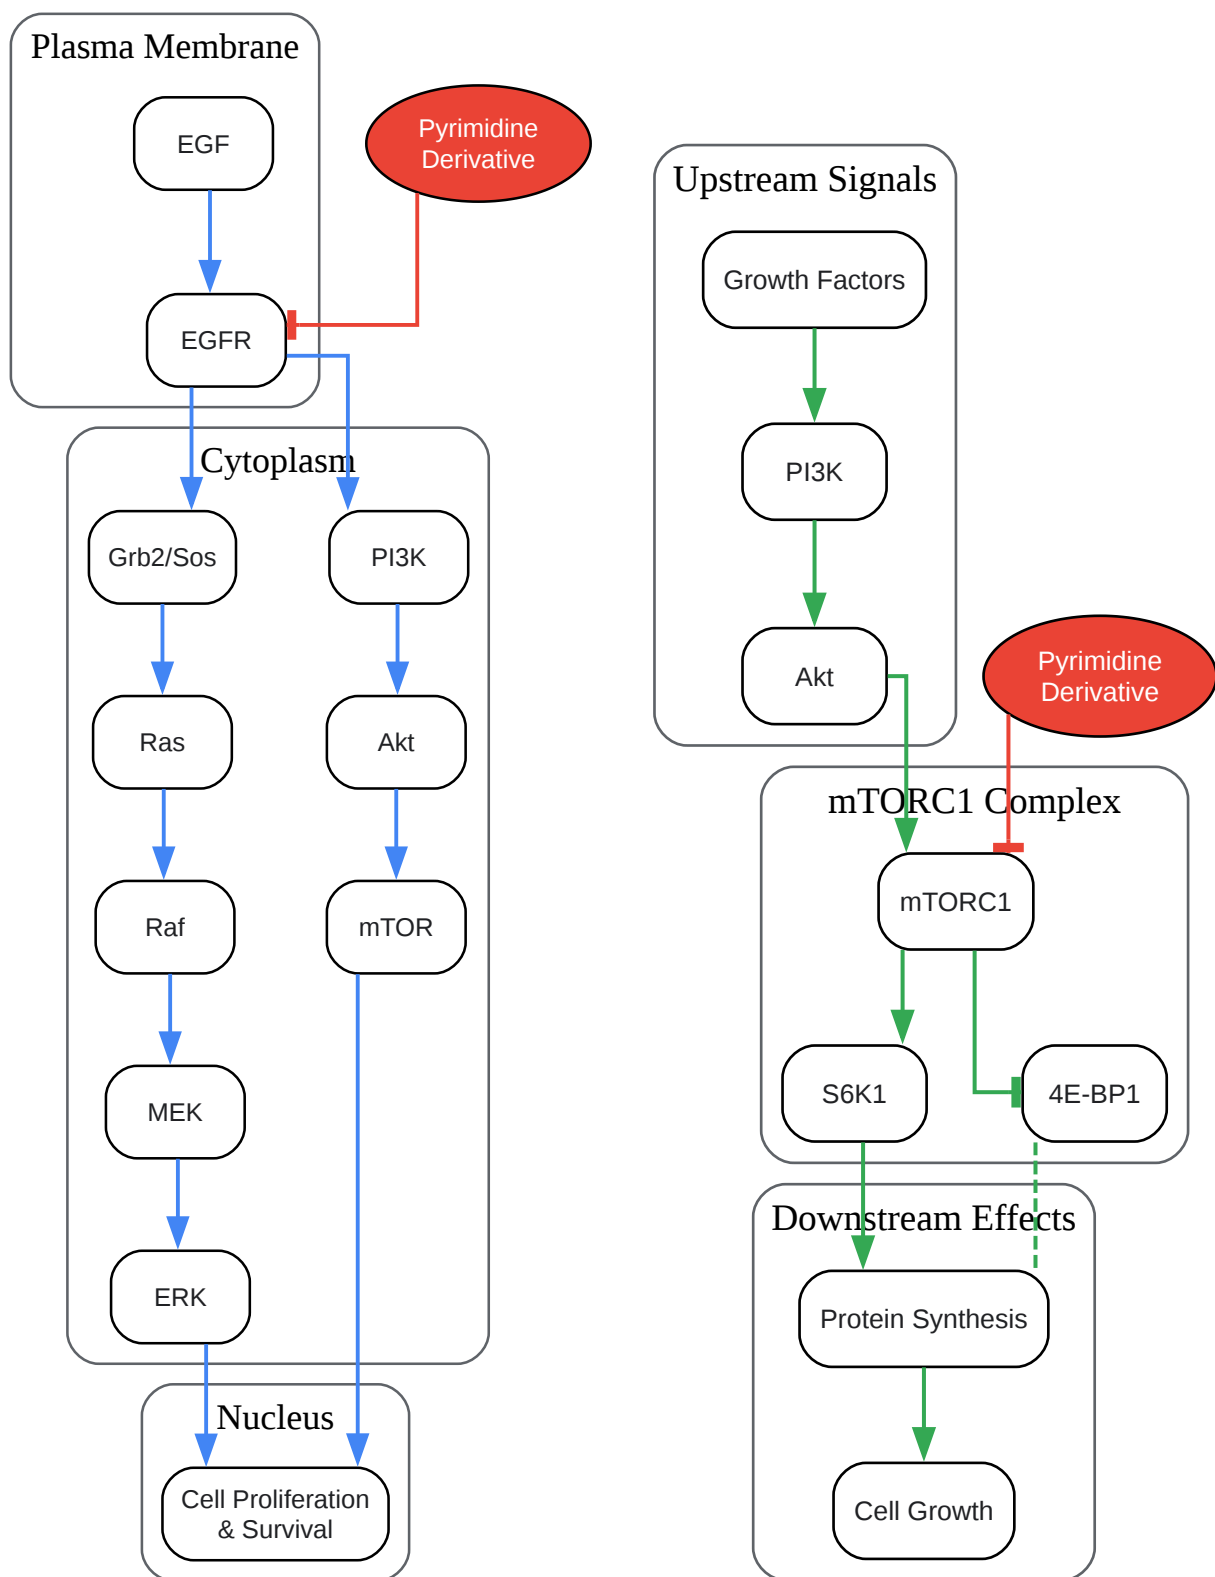 Plasma Membrane
EGF
Pyrimidine
Derivative
EGFR
Cytoplasm
Grb2/Sos
PI3K
Ras
Akt
Raf
mTOR
MEK
ERK
Nucleus
Cell Proliferation
& Survival
Upstream Signals
Growth Factors
PI3K
Akt
Pyrimidine
Derivative
mTORC1 Complex
mTORC1
S6K1
4E-BP1
Downstream Effects
Protein Synthesis
Cell Growth